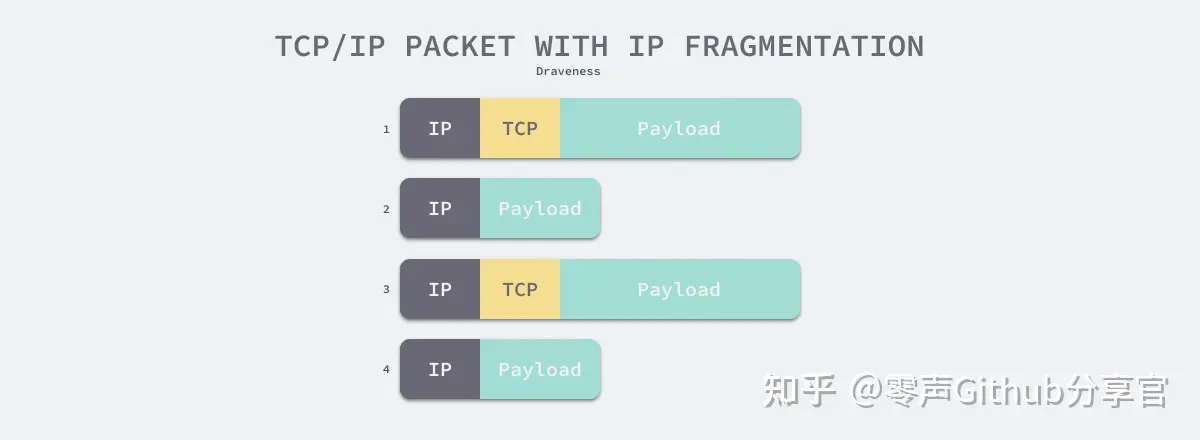 TCP/IP PACKET WITH IP FRAGMENTATION
Draveness
1 IP TCP Payload
2 IP Payload
3 IP TCP Payload
4 IP Payload
知乎 @零声Github分享官